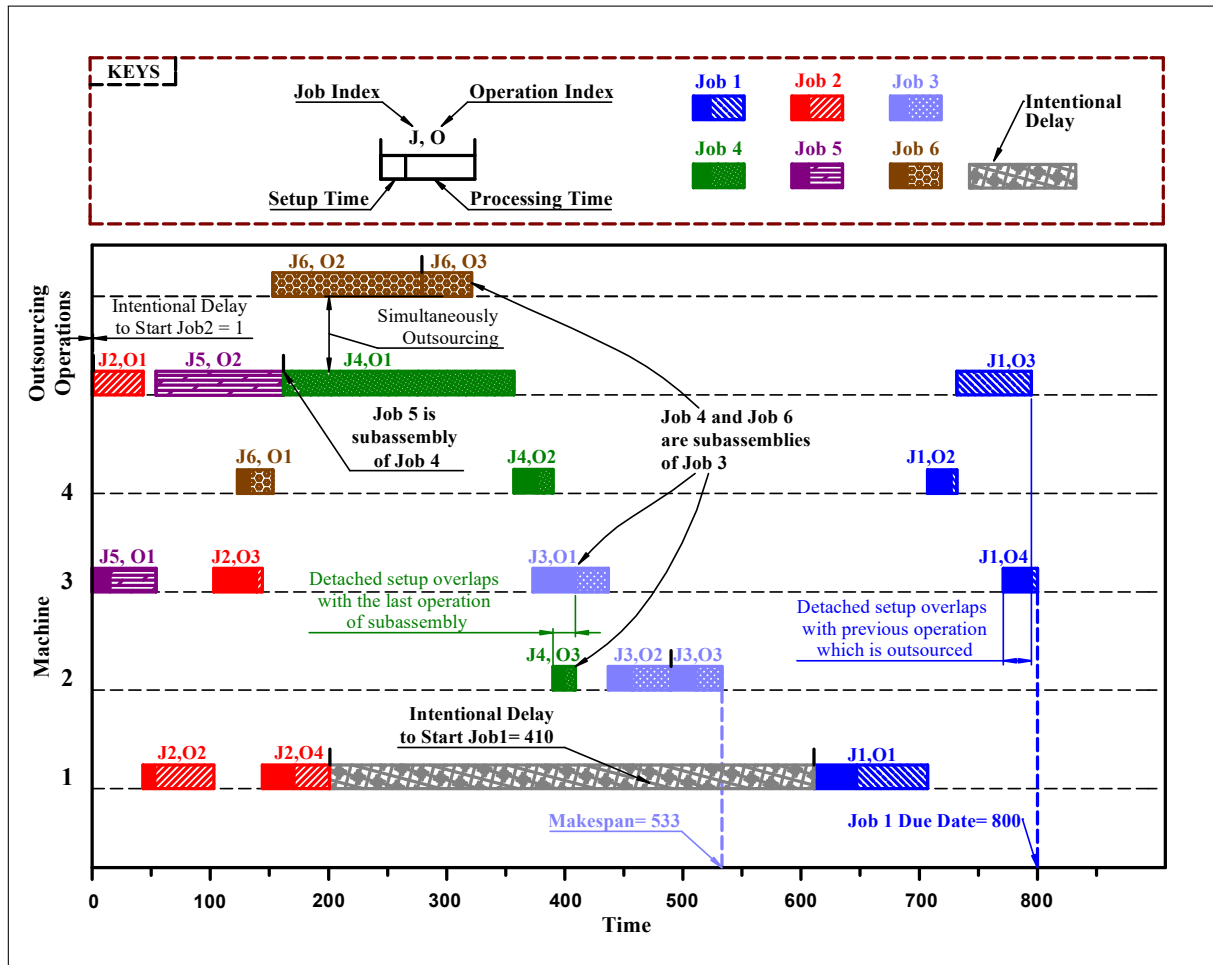 KEYS
Job Index
Operation Index
J, O
Setup Time
Processing Time
Job 1
Job 2
Job 3
Job 4
Job 5
Job 6
Intentional
Delay
Outsourcing
Operations
Machine
J6, O2
J6, O3
Intentional Delay
to Start Job2 = 1
Simultaneously
Outsourcing
J2,O1
J5, O2
J4,O1
J1,O3
Job 5 is
subassembly
of Job 4
Job 4 and Job 6
are subassemblies
of Job 3
4
J6, O1
J4,O2
J1,O2
3
J5, O1
J2,O3
J3,O1
J1,O4
Detached setup overlaps
with the last operation
of subassembly
Detached setup overlaps
with previous operation
which is outsourced
2
J4,O3
J3,O2
J3,O3
Intentional Delay
to Start Job1= 410
1
J2,O2
J2,O4
J1,O1
Makespan= 533
Job 1 Due Date= 800
0
100
200
300
400
500
600
700
800
Time